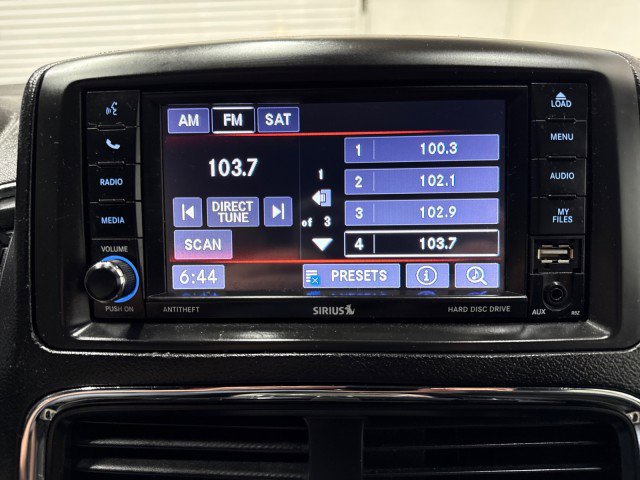 AM FM SAT
103.7
DIRECT
TUNE
SCAN
6:44
1
of 3
1 100.3
2 102.1
3 102.9
4 103.7
PRESETS
RADIO
MEDIA
VOLUME
PUSH ON
LOAD
MENU
AUDIO
MY
FILES
AUX
RBZ
ANTITHEFT
SIRIUS
HARD DISC DRIVE